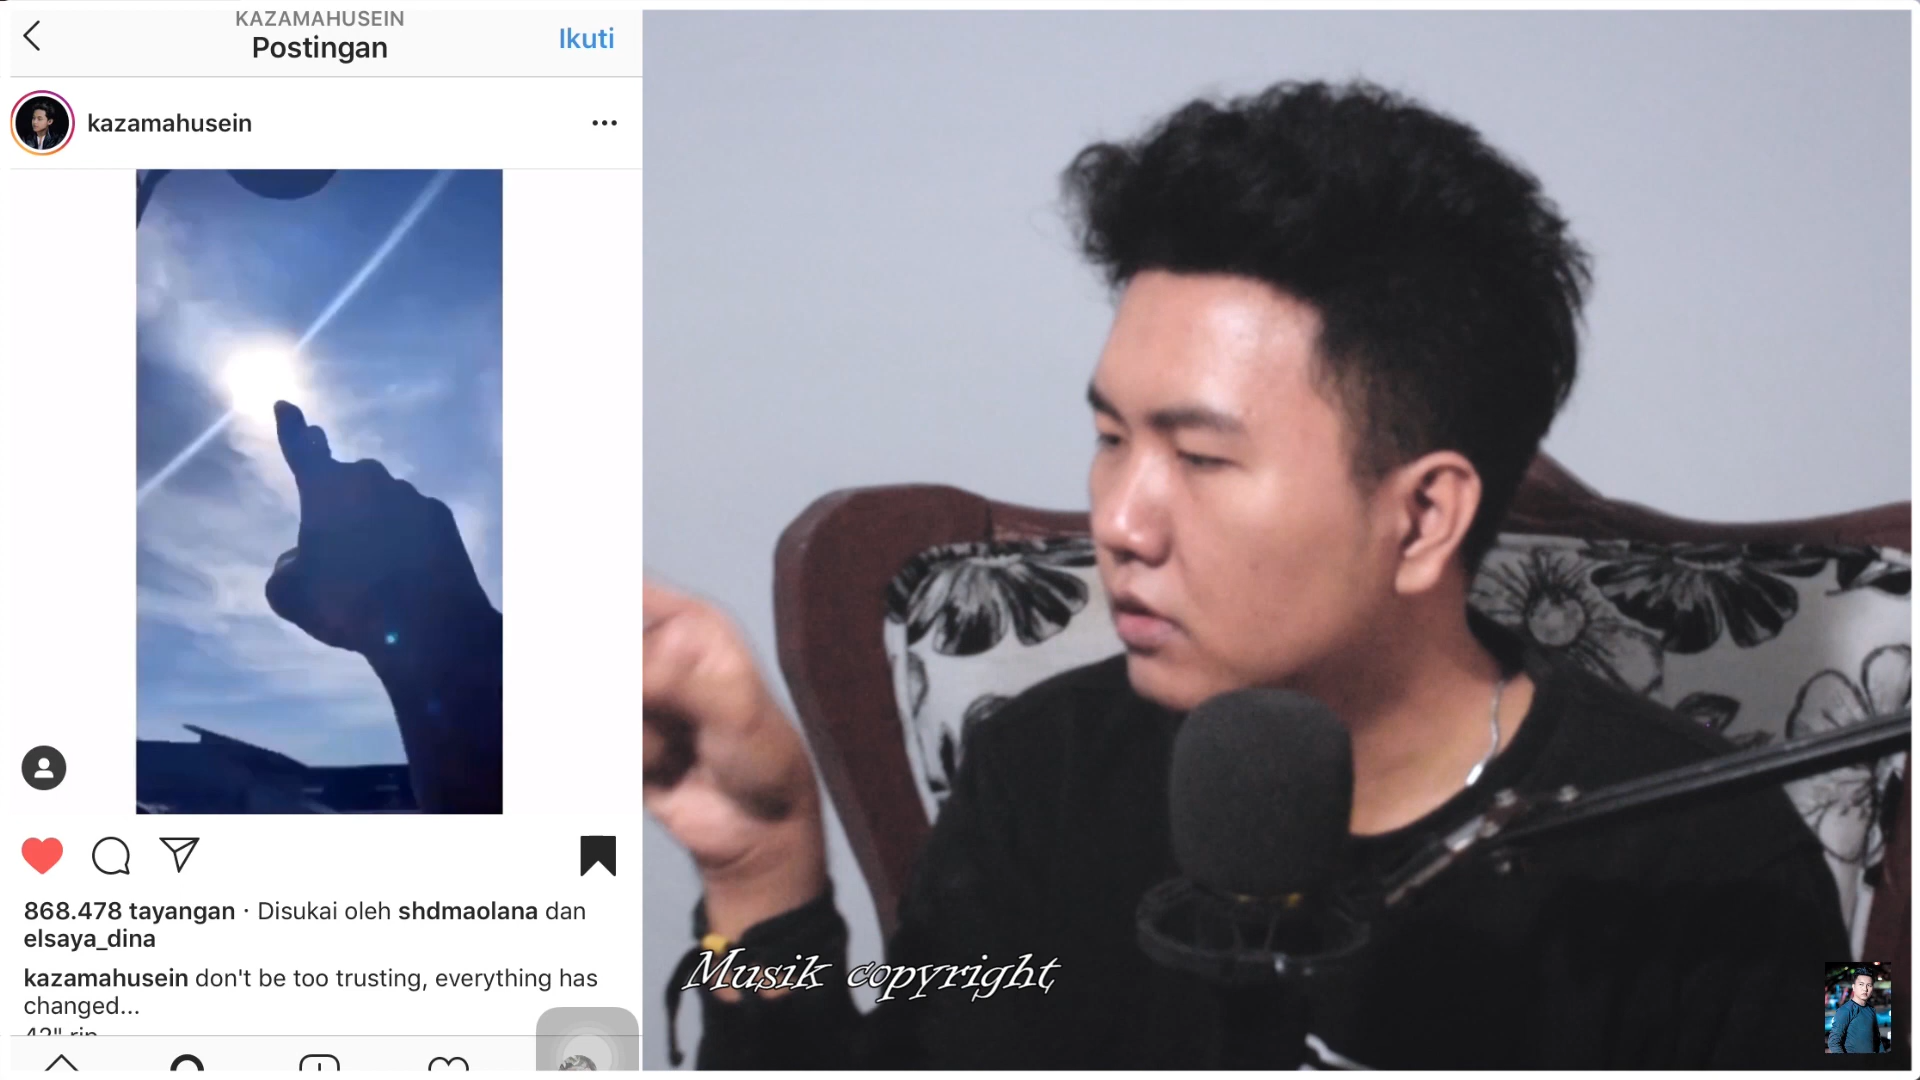 KAZAMAHUSEIN
Postingan
Ikuti
kazamahusein
868.478 tayangan · Disukai oleh shdmaolana dan
elsaya_dina
kazamahusein don't be too trusting, everything has
changed...
Musik copyright